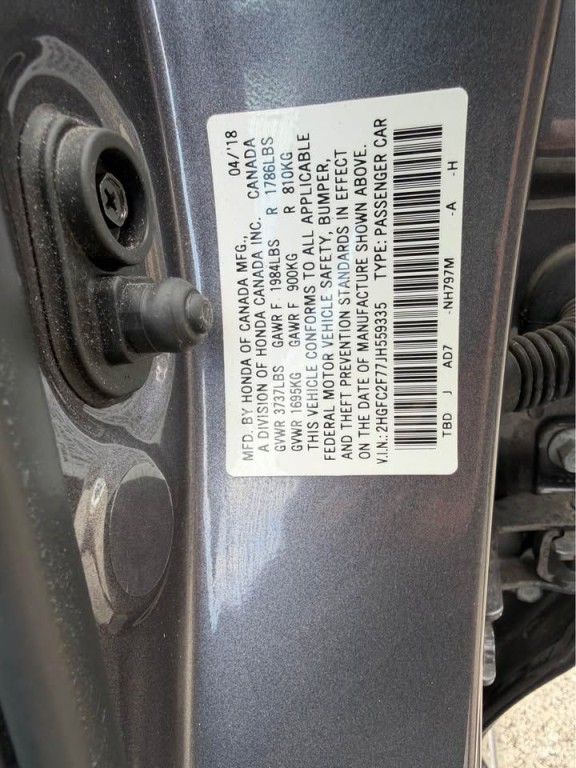 MFD. BY HONDA OF CANADA MFG., 04/'18
A DIVISION OF HONDA CANADA INC. CANADA
GVWR 3737LBS GAWR F 1984LBS R 1786LBS
GVWR 1695KG GAWR F 900KG R 810KG
THIS VEHICLE CONFORMS TO ALL APPLICABLE
FEDERAL MOTOR VEHICLE SAFETY, BUMPER,
AND THEFT PREVENTION STANDARDS IN EFFECT
ON THE DATE OF MANUFACTURE SHOWN ABOVE.
V.I.N.:2HGFC2F77JH559335 TYPE: PASSENGER CAR
TBD J AD7 -NH797M -A -H